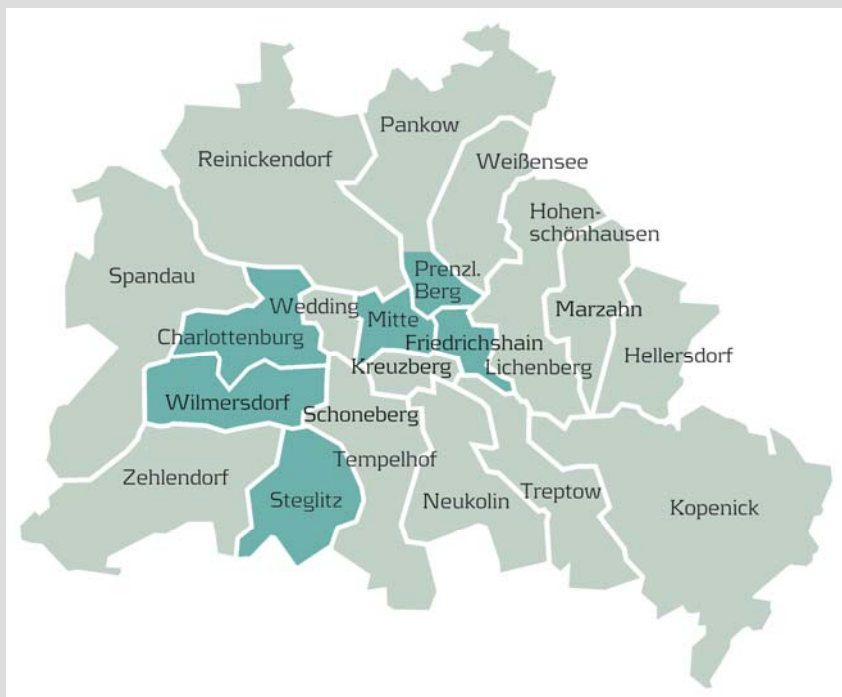 Pankow
Reinickendorf
Weißensee
Hohen-
schönhausen
Spandau
Prenzl.
Berg
Wedding
Mitte
Marzahn
Charlottenburg
Friedrichshain
Hellersdorf
Kreuzberg
Lichenberg
Wilmersdorf
Schoneberg
Tempelhof
Zehlendorf
Steglitz
Neukolin
Treptow
Kopenick